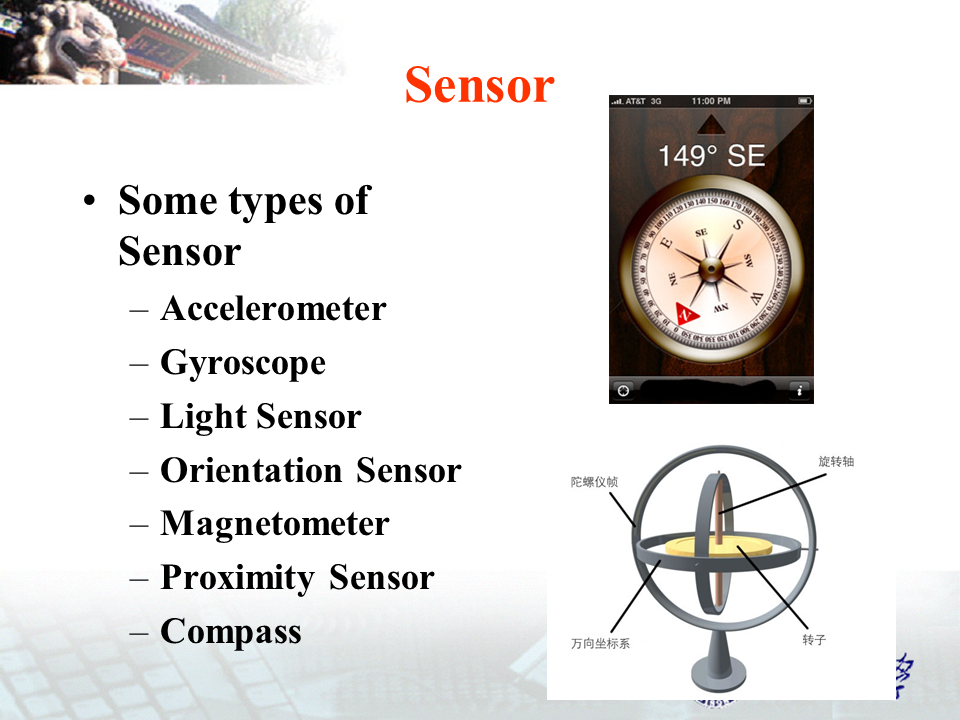 Sensor
• Some types of
Sensor
– Accelerometer
– Gyroscope
– Light Sensor
– Orientation Sensor
– Magnetometer
– Proximity Sensor
– Compass
AT&T 3G 11:00 PM
149° SE
E SE S SW W NW N NE
旋转轴
陀螺仪帧
万向坐标系
转子